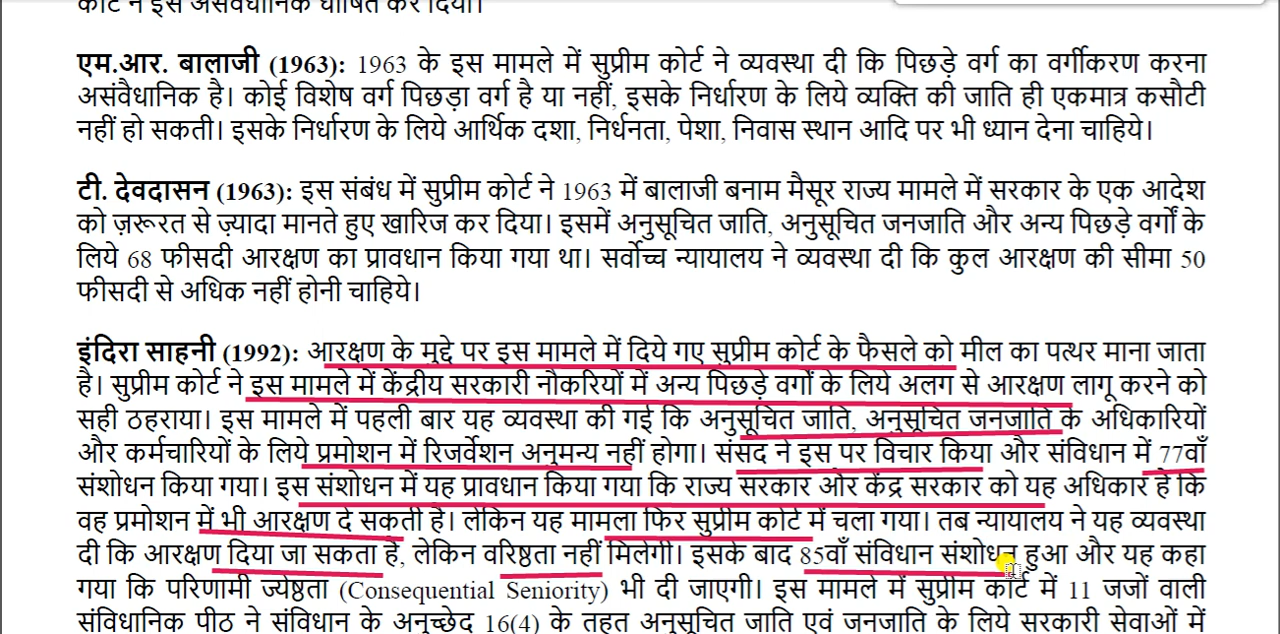 कोर्ट ने इसे असंवैधानिक घोषित कर दिया।
एम.आर. बालाजी (1963): 1963 के इस मामले में सुप्रीम कोर्ट ने व्यवस्था दी कि पिछड़े वर्ग का वर्गीकरण करना
असंवैधानिक है। कोई विशेष वर्ग पिछड़ा वर्ग है या नहीं, इसके निर्धारण के लिये व्यक्ति की जाति ही एकमात्र कसौटी
नहीं हो सकती। इसके निर्धारण के लिये आर्थिक दशा, निर्धनता, पेशा, निवास स्थान आदि पर भी ध्यान देना चाहिये।
टी. देवदासन (1963): इस संबंध में सुप्रीम कोर्ट ने 1963 में बालाजी बनाम मैसूर राज्य मामले में सरकार के एक आदेश
को ज़रूरत से ज़्यादा मानते हुए खारिज कर दिया। इसमें अनुसूचित जाति, अनुसूचित जनजाति और अन्य पिछड़े वर्गों के
लिये 68 फीसदी आरक्षण का प्रावधान किया गया था। सर्वोच्च न्यायालय ने व्यवस्था दी कि कुल आरक्षण की सीमा 50
फीसदी से अधिक नहीं होनी चाहिये।
इंदिरा साहनी (1992): आरक्षण के मुद्दे पर इस मामले में दिये गए सुप्रीम कोर्ट के फैसले को मील का पत्थर माना जाता
है। सुप्रीम कोर्ट ने इस मामले में केंद्रीय सरकारी नौकरियों में अन्य पिछड़े वर्गों के लिये अलग से आरक्षण लागू करने को
सही ठहराया। इस मामले में पहली बार यह व्यवस्था की गई कि अनुसूचित जाति, अनुसूचित जनजाति के अधिकारियों
और कर्मचारियों के लिये प्रमोशन में रिजर्वेशन अनुमन्य नहीं होगा। संसद ने इस पर विचार किया और संविधान में 77वाँ
संशोधन किया गया। इस संशोधन में यह प्रावधान किया गया कि राज्य सरकार और केंद्र सरकार को यह अधिकार है कि
वह प्रमोशन में भी आरक्षण दे सकती है। लेकिन यह मामला फिर सुप्रीम कोर्ट में चला गया। तब न्यायालय ने यह व्यवस्था
दी कि आरक्षण दिया जा सकता है, लेकिन वरिष्ठता नहीं मिलेगी। इसके बाद 85वाँ संविधान संशोधन हुआ और यह कहा
गया कि परिणामी ज्येष्ठता (Consequential Seniority) भी दी जाएगी। इस मामले में सुप्रीम कोर्ट में 11 जजों वाली
संविधानिक पीठ ने संविधान के अनुच्छेद 16(4) के तहत अनुसूचित जाति एवं जनजाति के लिये सरकारी सेवाओं में